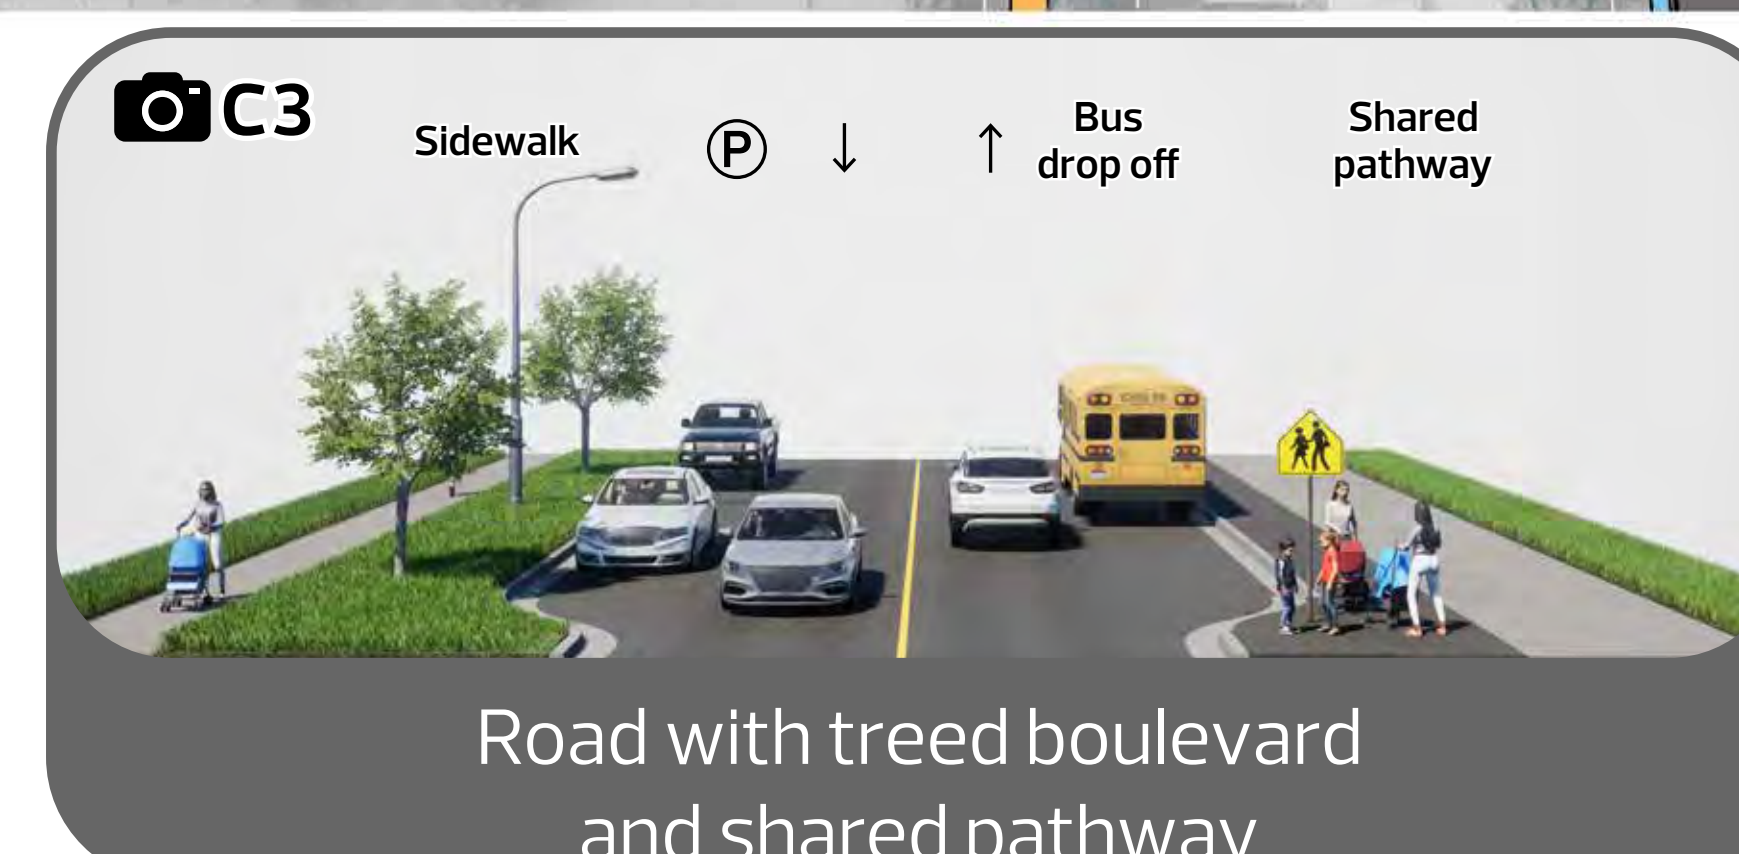 C3
Sidewalk
P
↓
↑
Bus
drop off
Shared
pathway
Road with treed boulevard
and shared pathway